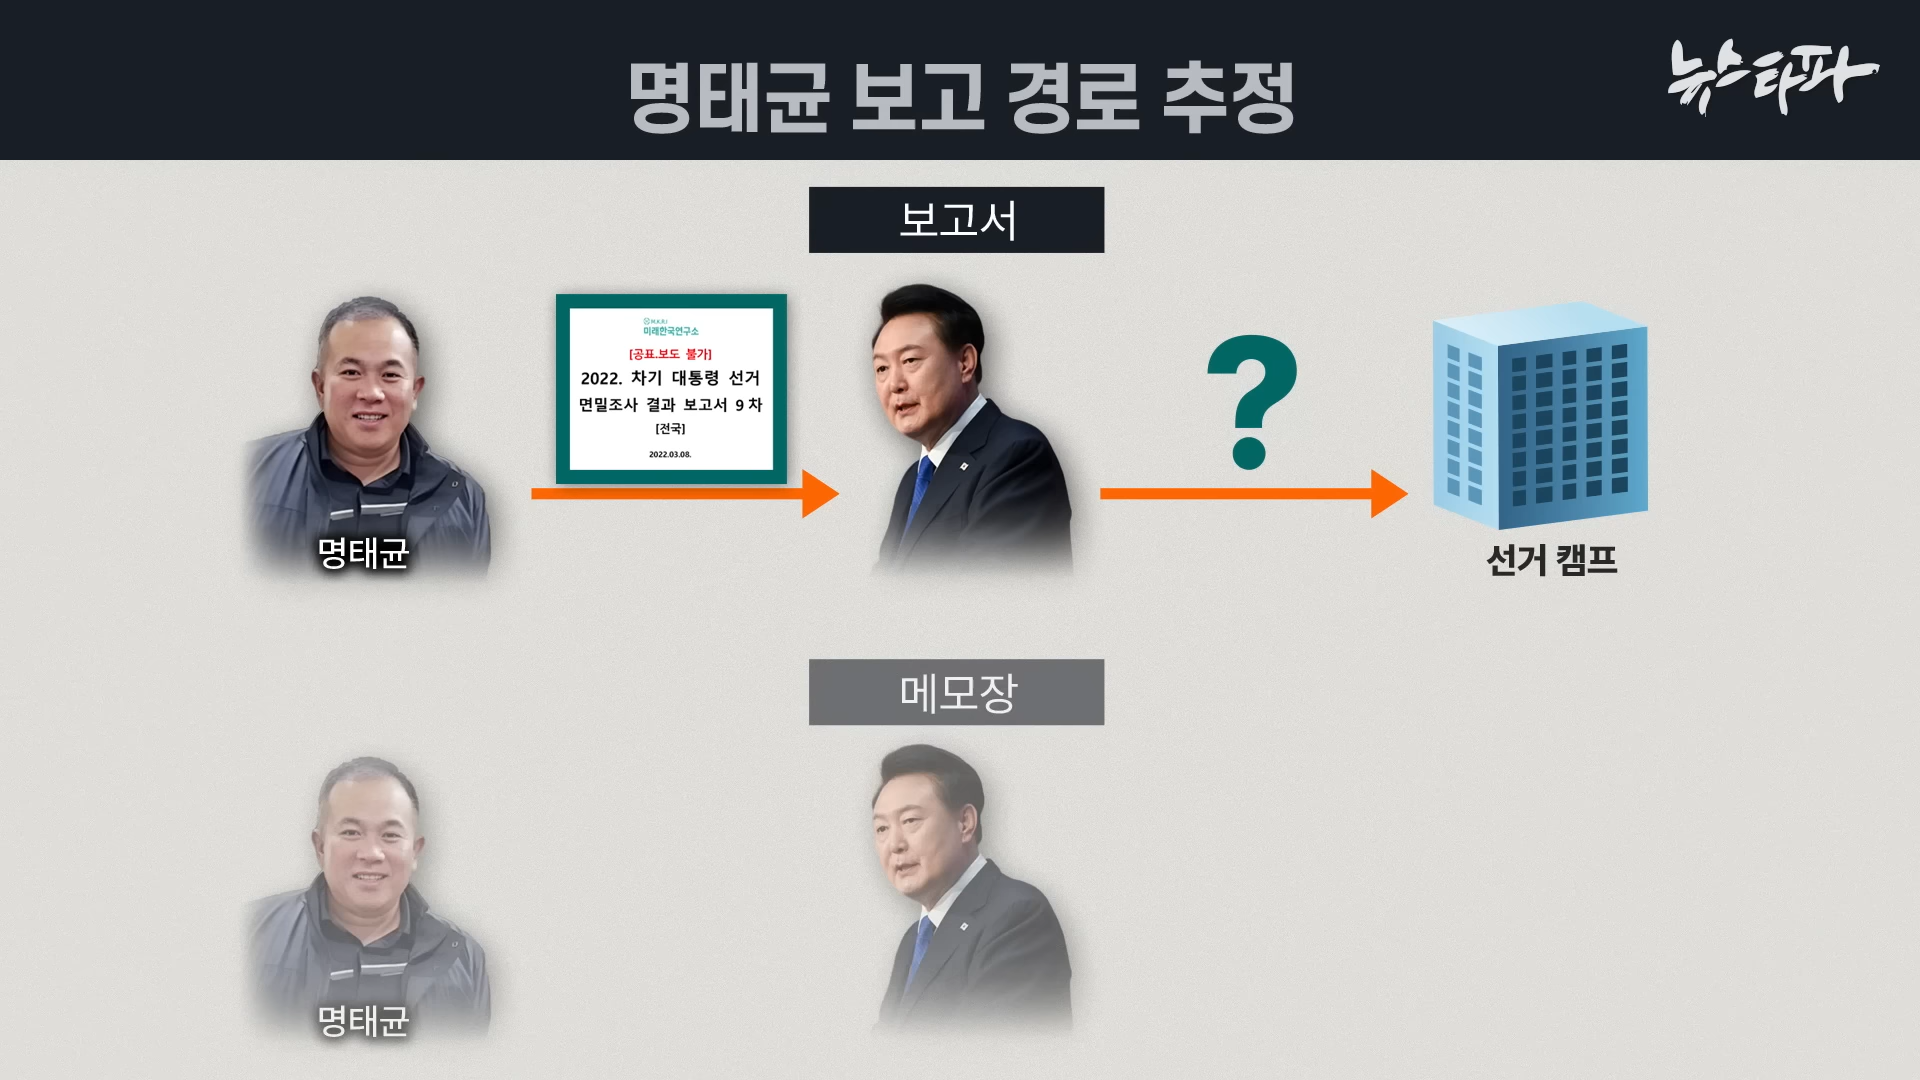 명태균 보고 경로 추정
뉴스타파
보고서
M.K.R.I
미래한국연구소
[공표.보도 불가]
2022. 차기 대통령 선거
면밀조사 결과 보고서 9차
[전국]
2022.03.08.
?
명태균
선거 캠프
메모장
명태균